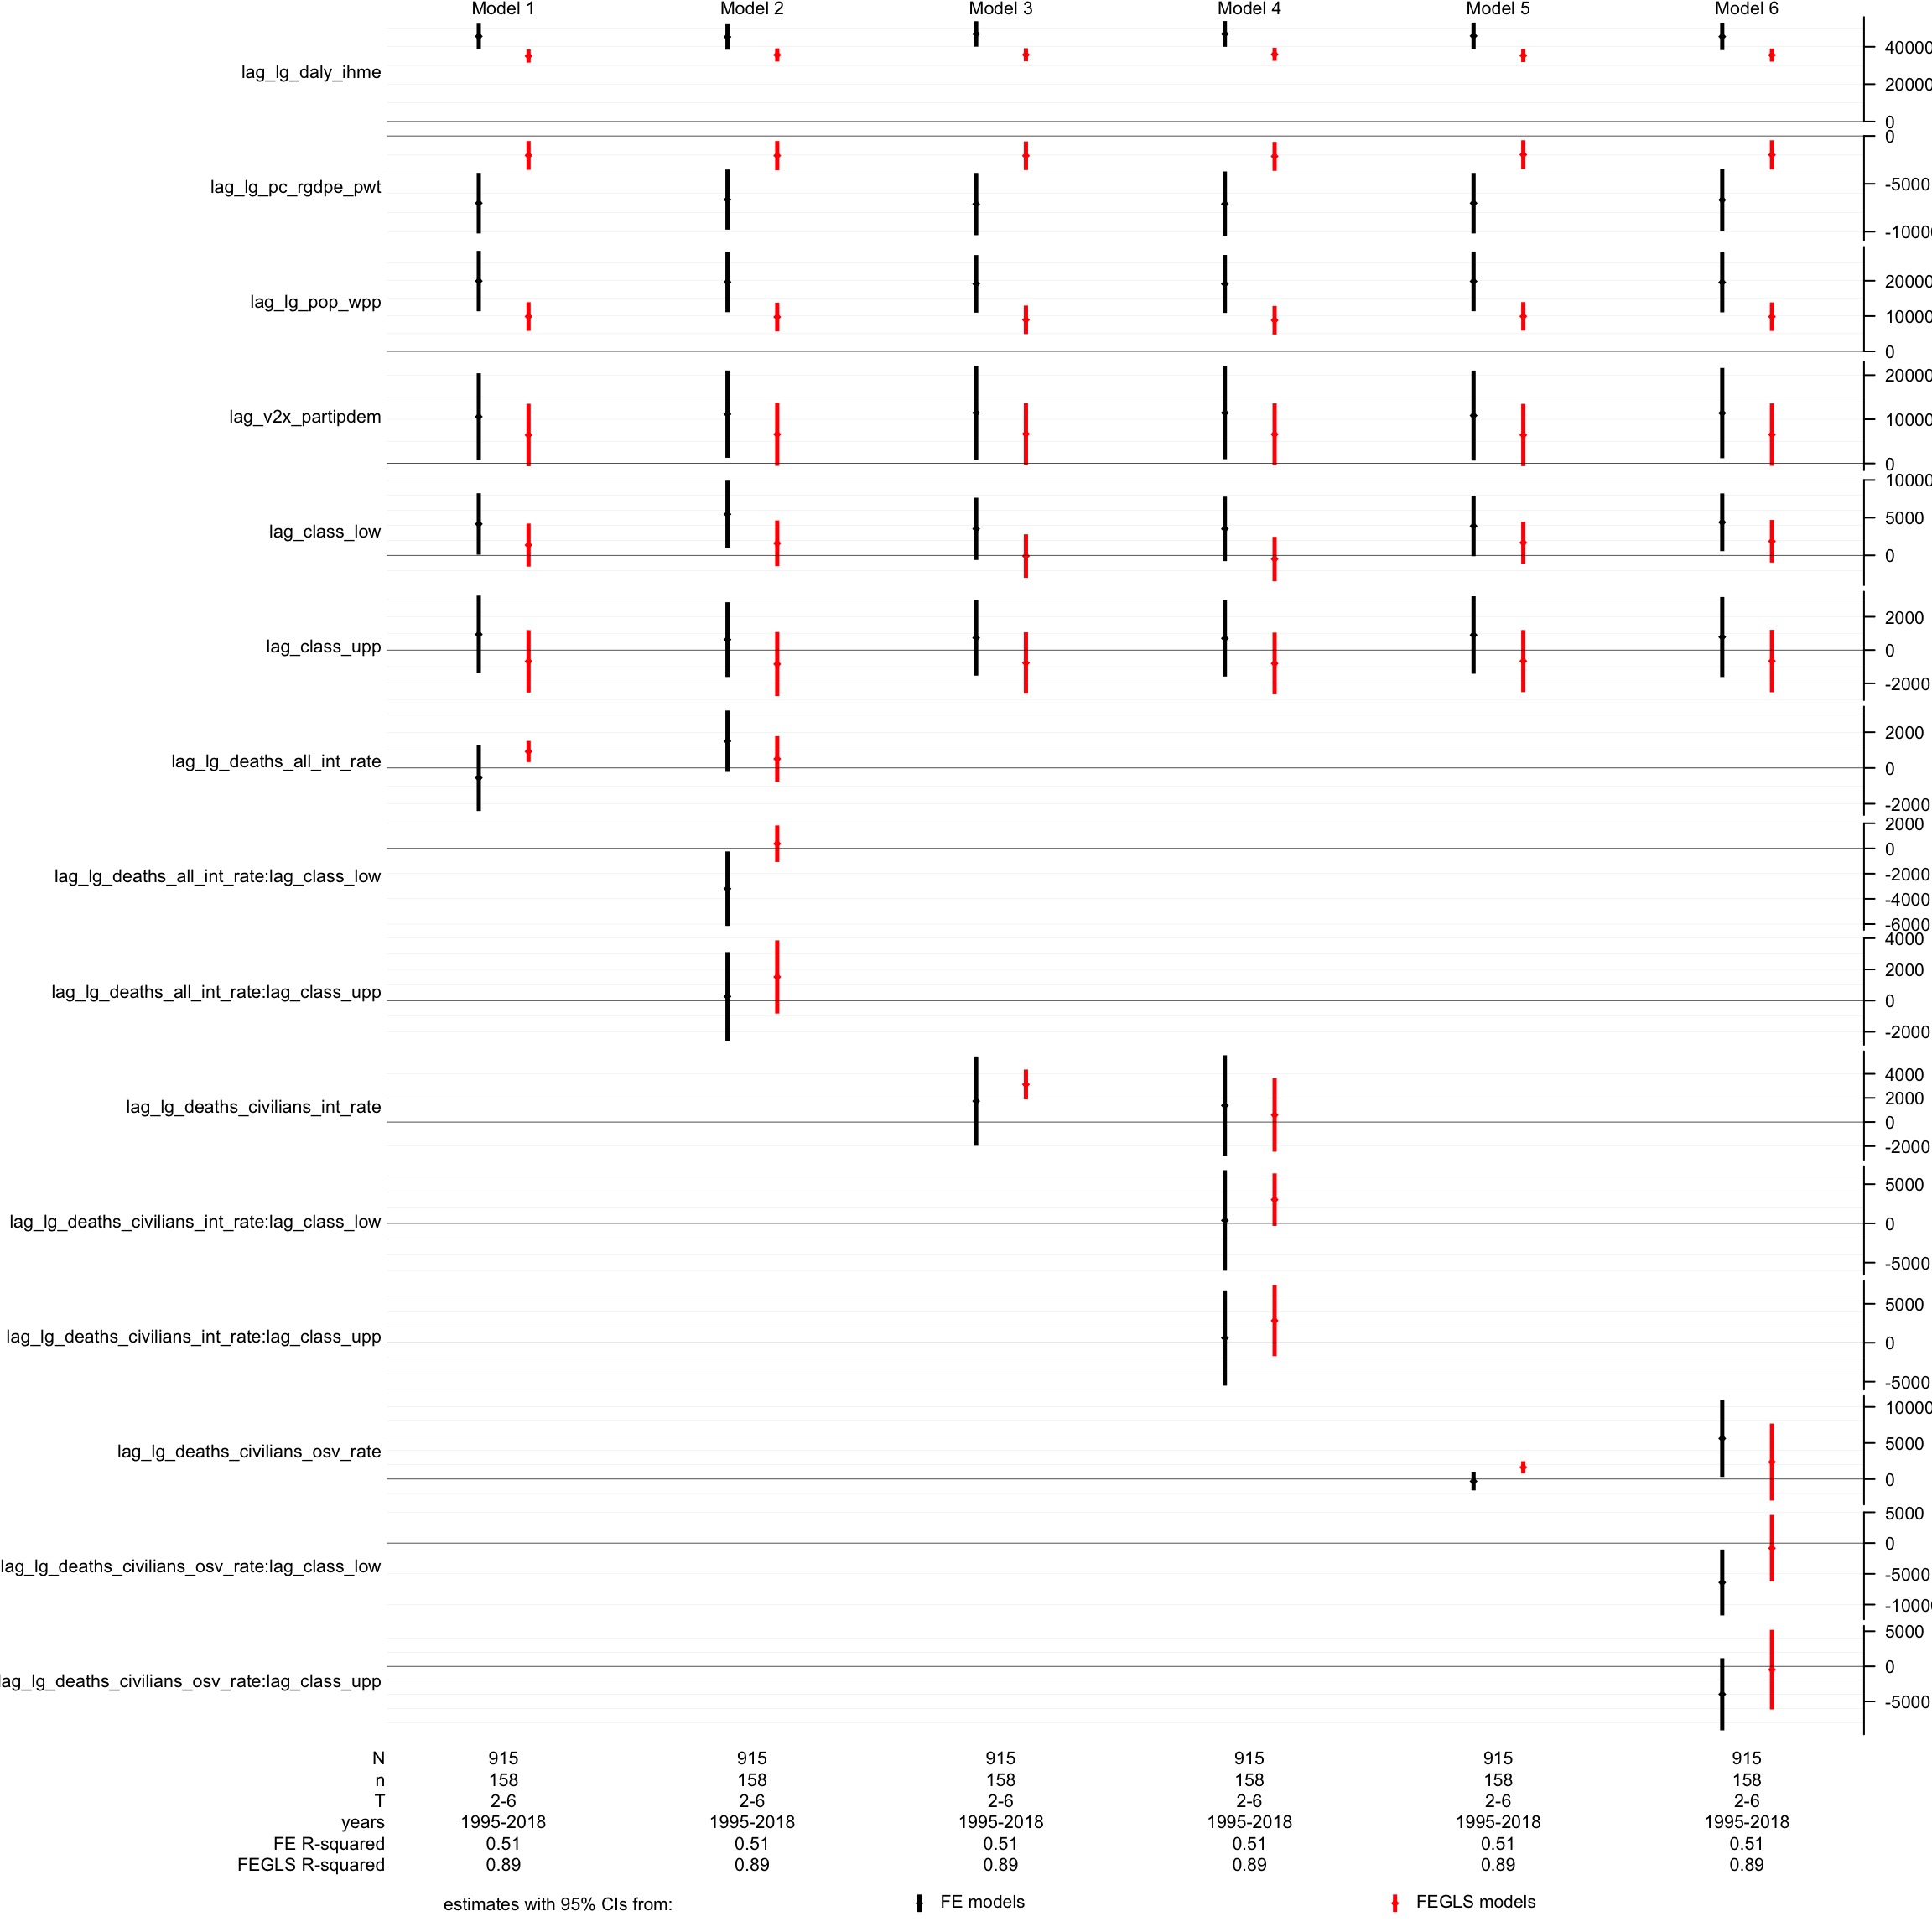 Model 1 Model 2 Model 3 Model 4 Model 5 Model 6
lag_lg_daly_ihme
40000
20000
0
lag_lg_pc_rgdpe_pwt
0
-5000
-10000
lag_lg_pop_wpp
20000
10000
0
lag_v2x_partipdem
20000
10000
0
lag_class_low
10000
5000
0
lag_class_upp
2000
0
-2000
lag_lg_deaths_all_int_rate
2000
0
-2000
lag_lg_deaths_all_int_rate:lag_class_low
2000
0
-2000
-4000
-6000
lag_lg_deaths_all_int_rate:lag_class_upp
4000
2000
0
-2000
lag_lg_deaths_civilians_int_rate
4000
2000
0
-2000
lag_lg_deaths_civilians_int_rate:lag_class_low
5000
0
-5000
lag_lg_deaths_civilians_int_rate:lag_class_upp
5000
0
-5000
lag_lg_deaths_civilians_osv_rate
10000
5000
0
lag_lg_deaths_civilians_osv_rate:lag_class_low
5000
0
-5000
-10000
lag_lg_deaths_civilians_osv_rate:lag_class_upp
5000
0
-5000
N 915 915 915 915 915 915
n 158 158 158 158 158 158
T 2-6 2-6 2-6 2-6 2-6 2-6
years 1995-2018 1995-2018 1995-2018 1995-2018 1995-2018 1995-2018
FE R-squared 0.51 0.51 0.51 0.51 0.51 0.51
FEGLS R-squared 0.89 0.89 0.89 0.89 0.89 0.89
estimates with 95% CIs from: FE models FEGLS models